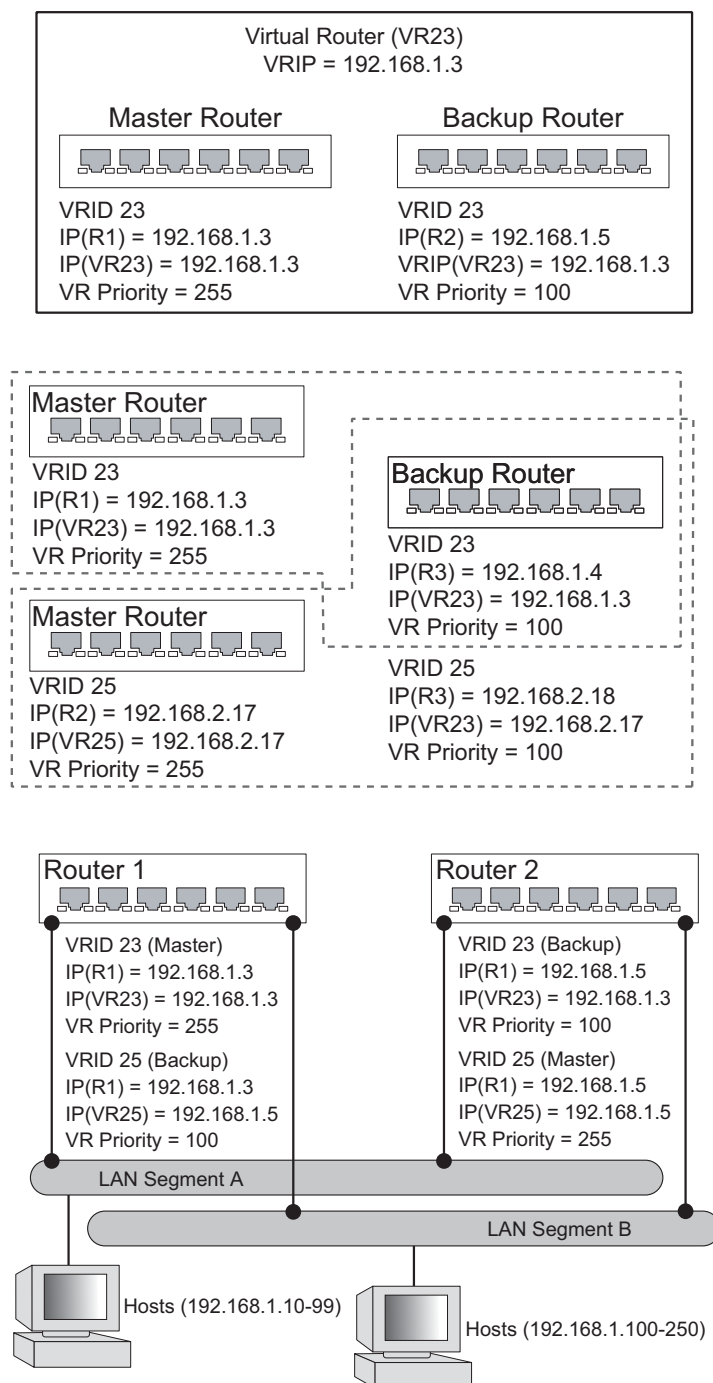 Virtual Router (VR23)
VRIP = 192.168.1.3
Master Router
VRID 23
IP(R1) = 192.168.1.3
IP(VR23) = 192.168.1.3
VR Priority = 255
Backup Router
VRID 23
IP(R2) = 192.168.1.5
VRIP(VR23) = 192.168.1.3
VR Priority = 100
Master Router
VRID 23
IP(R1) = 192.168.1.3
IP(VR23) = 192.168.1.3
VR Priority = 255
Master Router
VRID 25
IP(R2) = 192.168.2.17
IP(VR25) = 192.168.2.17
VR Priority = 255
Backup Router
VRID 23
IP(R3) = 192.168.1.4
IP(VR23) = 192.168.1.3
VR Priority = 100
VRID 25
IP(R3) = 192.168.2.18
IP(VR23) = 192.168.2.17
VR Priority = 100
Router 1
VRID 23 (Master)
IP(R1) = 192.168.1.3
IP(VR23) = 192.168.1.3
VR Priority = 255
VRID 25 (Backup)
IP(R1) = 192.168.1.3
IP(VR25) = 192.168.1.5
VR Priority = 100
Router 2
VRID 23 (Backup)
IP(R1) = 192.168.1.5
IP(VR23) = 192.168.1.3
VR Priority = 100
VRID 25 (Master)
IP(R1) = 192.168.1.5
IP(VR25) = 192.168.1.5
VR Priority = 255
LAN Segment A
LAN Segment B
Hosts (192.168.1.10-99)
Hosts (192.168.1.100-250)